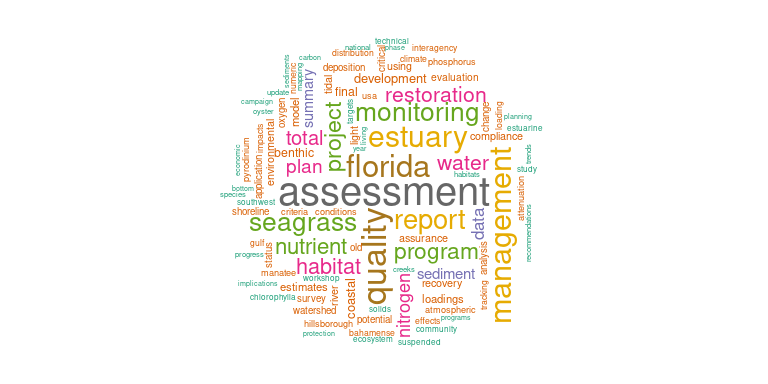 technical
national phase interagency
distribution
critical climate
carbon using phosphorus
deposition
sediments numeric mapping tidal development evaluation
update final usa restoration
campaign oxygen model summary targets monitoring change loading planning
oyster project light living estuary compliance estuarine
environmental impacts total year
economic pyrodinium benthic florida water trends
application plan habitats study
bottom assessment management attenuation
species
southwest
shoreline criteria conditions quality report data recommendations
seagrass
gulf nutrient old assurance program analysis
progress status habitat creeks
manatee workshop sediment
implications estimates river coastal nitrogen recovery tracking
chlorophylla survey loadings
watershed solids atmospheric
hillsborough potential effects programs
protection bahamense community
ecosystem suspended